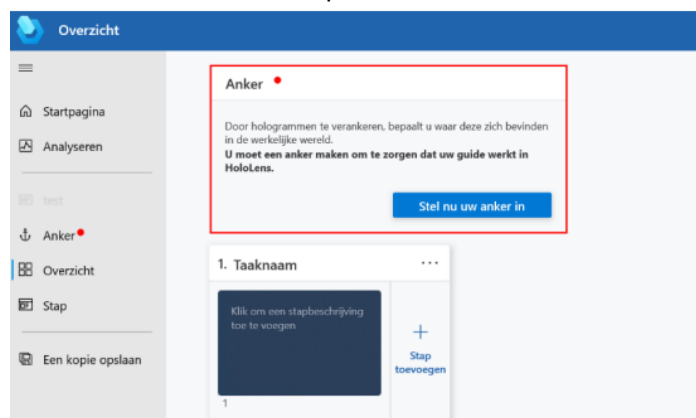 Overzicht
Startpagina
Analyseren
test
Anker
Overzicht
Stap
Een kopie opslaan
Anker
Door hologrammen te verankeren, bepaalt u waar deze zich bevinden
in de werkelijke wereld.
U moet een anker maken om te zorgen dat uw guide werkt in
HoloLens.
Stel nu uw anker in
1. Taaknaam
...
Klik om een stapbeschrijving
toe te voegen
1
+
Stap
toevoegen